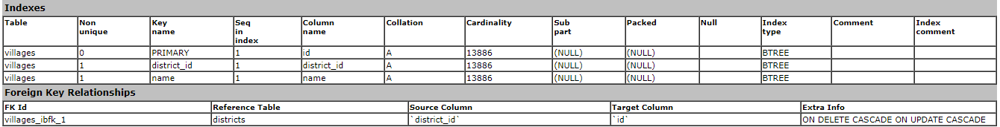 Indexes
Table Non unique Key name Seq in index Column name Collation Cardinality Sub part Packed Null Index type Comment Index comment
villages 0 PRIMARY 1 id A 13886 (NULL) (NULL) BTREE
villages 1 district_id 1 district_id A 13886 (NULL) (NULL) BTREE
villages 1 name 1 name A 13886 (NULL) (NULL) BTREE
Foreign Key Relationships
FK Id Reference Table Source Column Target Column Extra Info
villages_ibfk_1 districts `district_id` `id` ON DELETE CASCADE ON UPDATE CASCADE